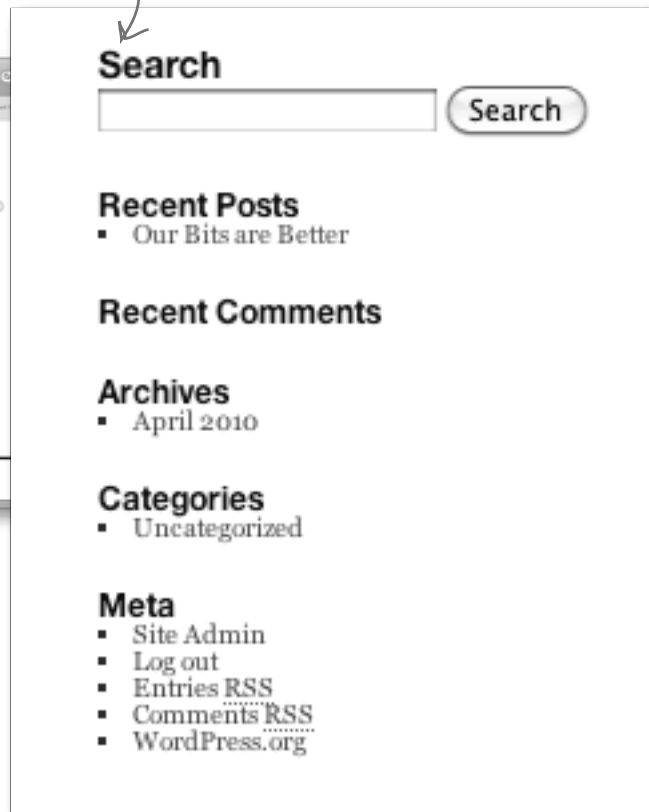 Search
Search
Recent Posts
Our Bits are Better
Recent Comments
Archives
April 2010
Categories
Uncategorized
Meta
Site Admin
Log out
Entries RSS
Comments RSS
WordPress.org